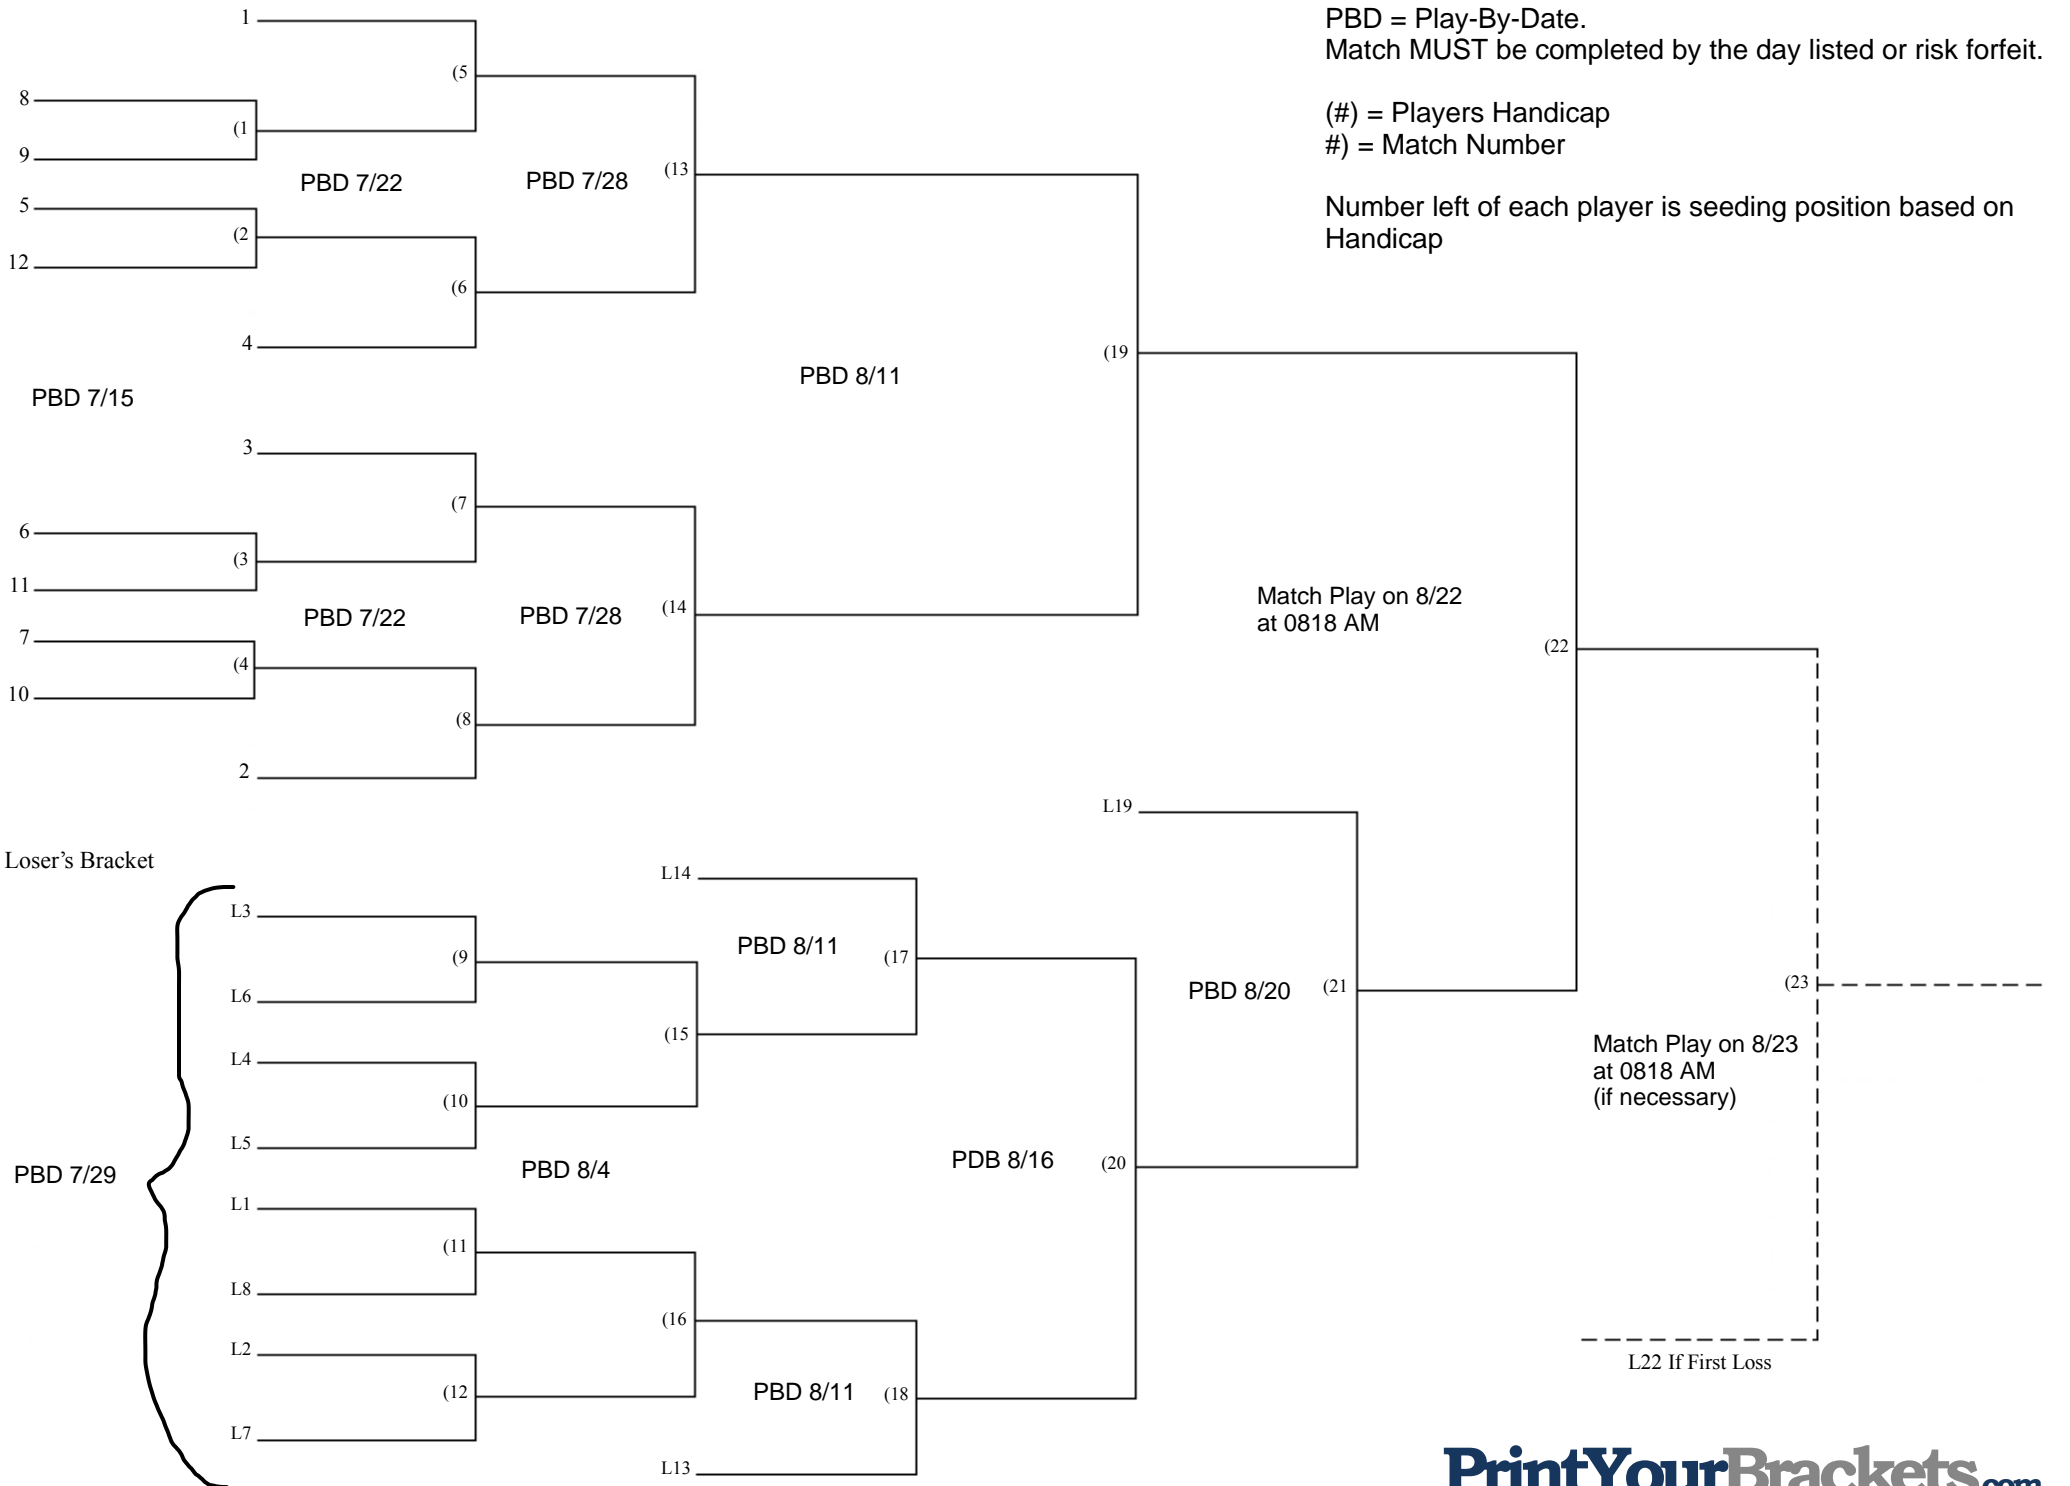 PBD = Play-By-Date.
Match MUST be completed by the day listed or risk forfeit.
(#) = Players Handicap
#) = Match Number
Number left of each player is seeding position based on
Handicap
1
(5
8
(1
9
PBD 7/22
PBD 7/28
(13
5
(2
12
(6
4
PBD 8/11
(19
PBD 7/15
3
(7
6
(3
11
PBD 7/22
PBD 7/28
(14
Match Play on 8/22
at 0818 AM
7
(4
10
(8
2
(22
L19
Loser’s Bracket
L14
L3
(9
L6
PBD 8/11
(17
L4
(15
(10
L5
PBD 8/20
(21
(23
Match Play on 8/23
at 0818 AM
(if necessary)
PBD 7/29
PBD 8/4
PDB 8/16
(20
L1
(11
L8
(16
L2
(12
L7
PBD 8/11
(18
L13
L22 If First Loss
PrintYourBrackets.com